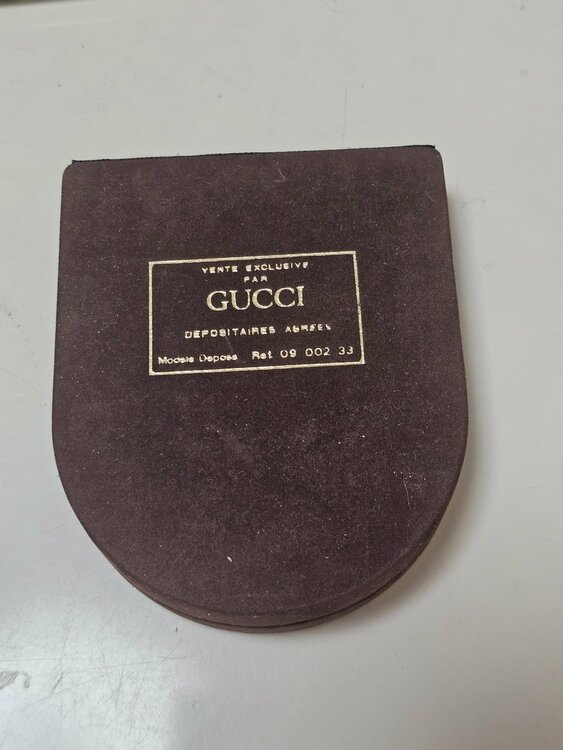 VENTE EXCLUSIVE
PAR
GUCCI
DEPOSITAIRES AGREES
Modele Depose Ref. 09 002 33